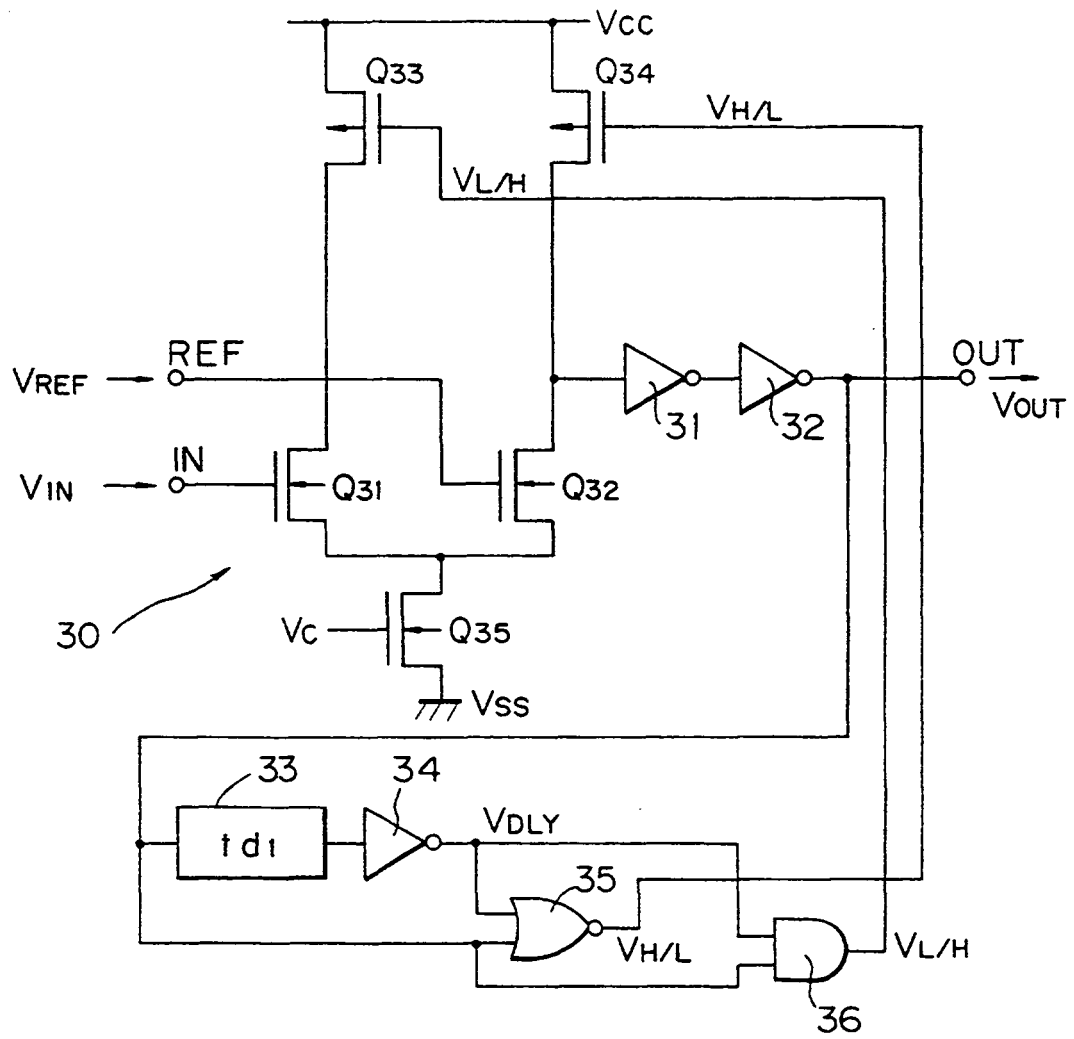 VCC
Q33
Q34
VH/L
VL/H
REF
VREF
OUT
VOUT
31
32
IN
VIN
Q31
Q32
30
VC
Q35
VSS
33
34
td1
VDLY
35
VH/L
VL/H
36